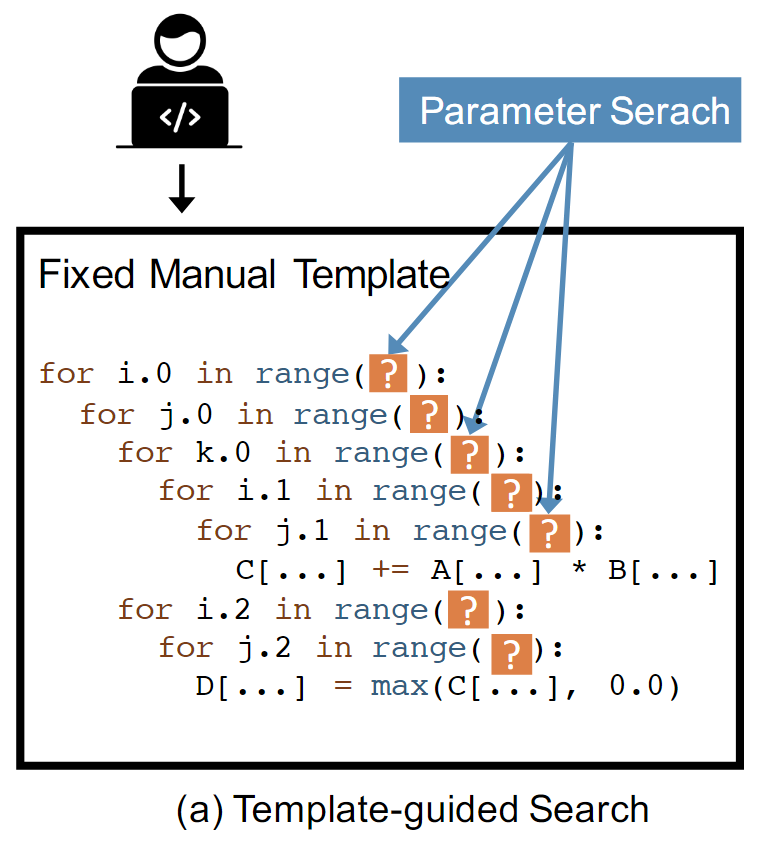 </>
Parameter Serach
Fixed Manual Template
for i.0 in range(?):
for j.0 in range(?):
for k.0 in range(?):
for i.1 in range(?):
for j.1 in range(?):
C[...] += A[...] * B[...]
for i.2 in range(?):
for j.2 in range(?):
D[...] = max(C[...], 0.0)
(a) Template-guided Search